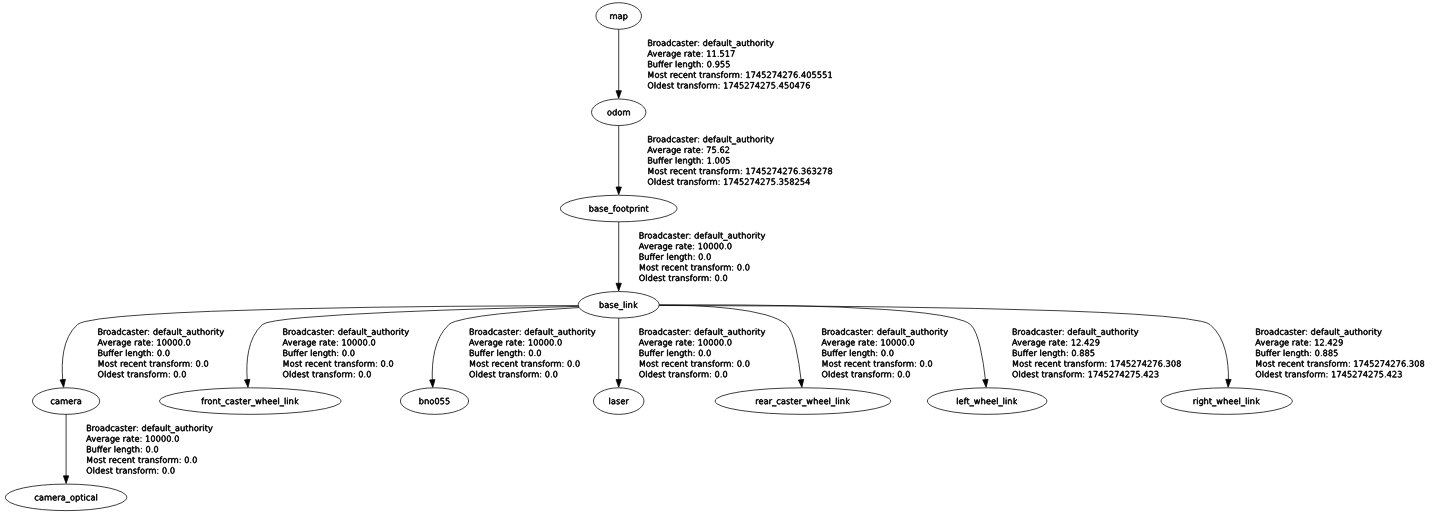 map
Broadcaster: default_authority
Average rate: 11.517
Buffer length: 0.955
Most recent transform: 1745274276.405551
Oldest transform: 1745274275.450476
odom
Broadcaster: default_authority
Average rate: 75.62
Buffer length: 1.005
Most recent transform: 1745274276.363278
Oldest transform: 1745274275.358254
base_footprint
Broadcaster: default_authority
Average rate: 10000.0
Buffer length: 0.0
Most recent transform: 0.0
Oldest transform: 0.0
base_link
Broadcaster: default_authority
Average rate: 10000.0
Buffer length: 0.0
Most recent transform: 0.0
Oldest transform: 0.0
Broadcaster: default_authority
Average rate: 10000.0
Buffer length: 0.0
Most recent transform: 0.0
Oldest transform: 0.0
Broadcaster: default_authority
Average rate: 10000.0
Buffer length: 0.0
Most recent transform: 0.0
Oldest transform: 0.0
Broadcaster: default_authority
Average rate: 10000.0
Buffer length: 0.0
Most recent transform: 0.0
Oldest transform: 0.0
Broadcaster: default_authority
Average rate: 10000.0
Buffer length: 0.0
Most recent transform: 0.0
Oldest transform: 0.0
Broadcaster: default_authority
Average rate: 12.429
Buffer length: 0.885
Most recent transform: 1745274276.308
Oldest transform: 1745274275.423
Broadcaster: default_authority
Average rate: 12.429
Buffer length: 0.885
Most recent transform: 1745274276.308
Oldest transform: 1745274275.423
camera
front_caster_wheel_link
bno055
laser
rear_caster_wheel_link
left_wheel_link
right_wheel_link
Broadcaster: default_authority
Average rate: 10000.0
Buffer length: 0.0
Most recent transform: 0.0
Oldest transform: 0.0
camera_optical